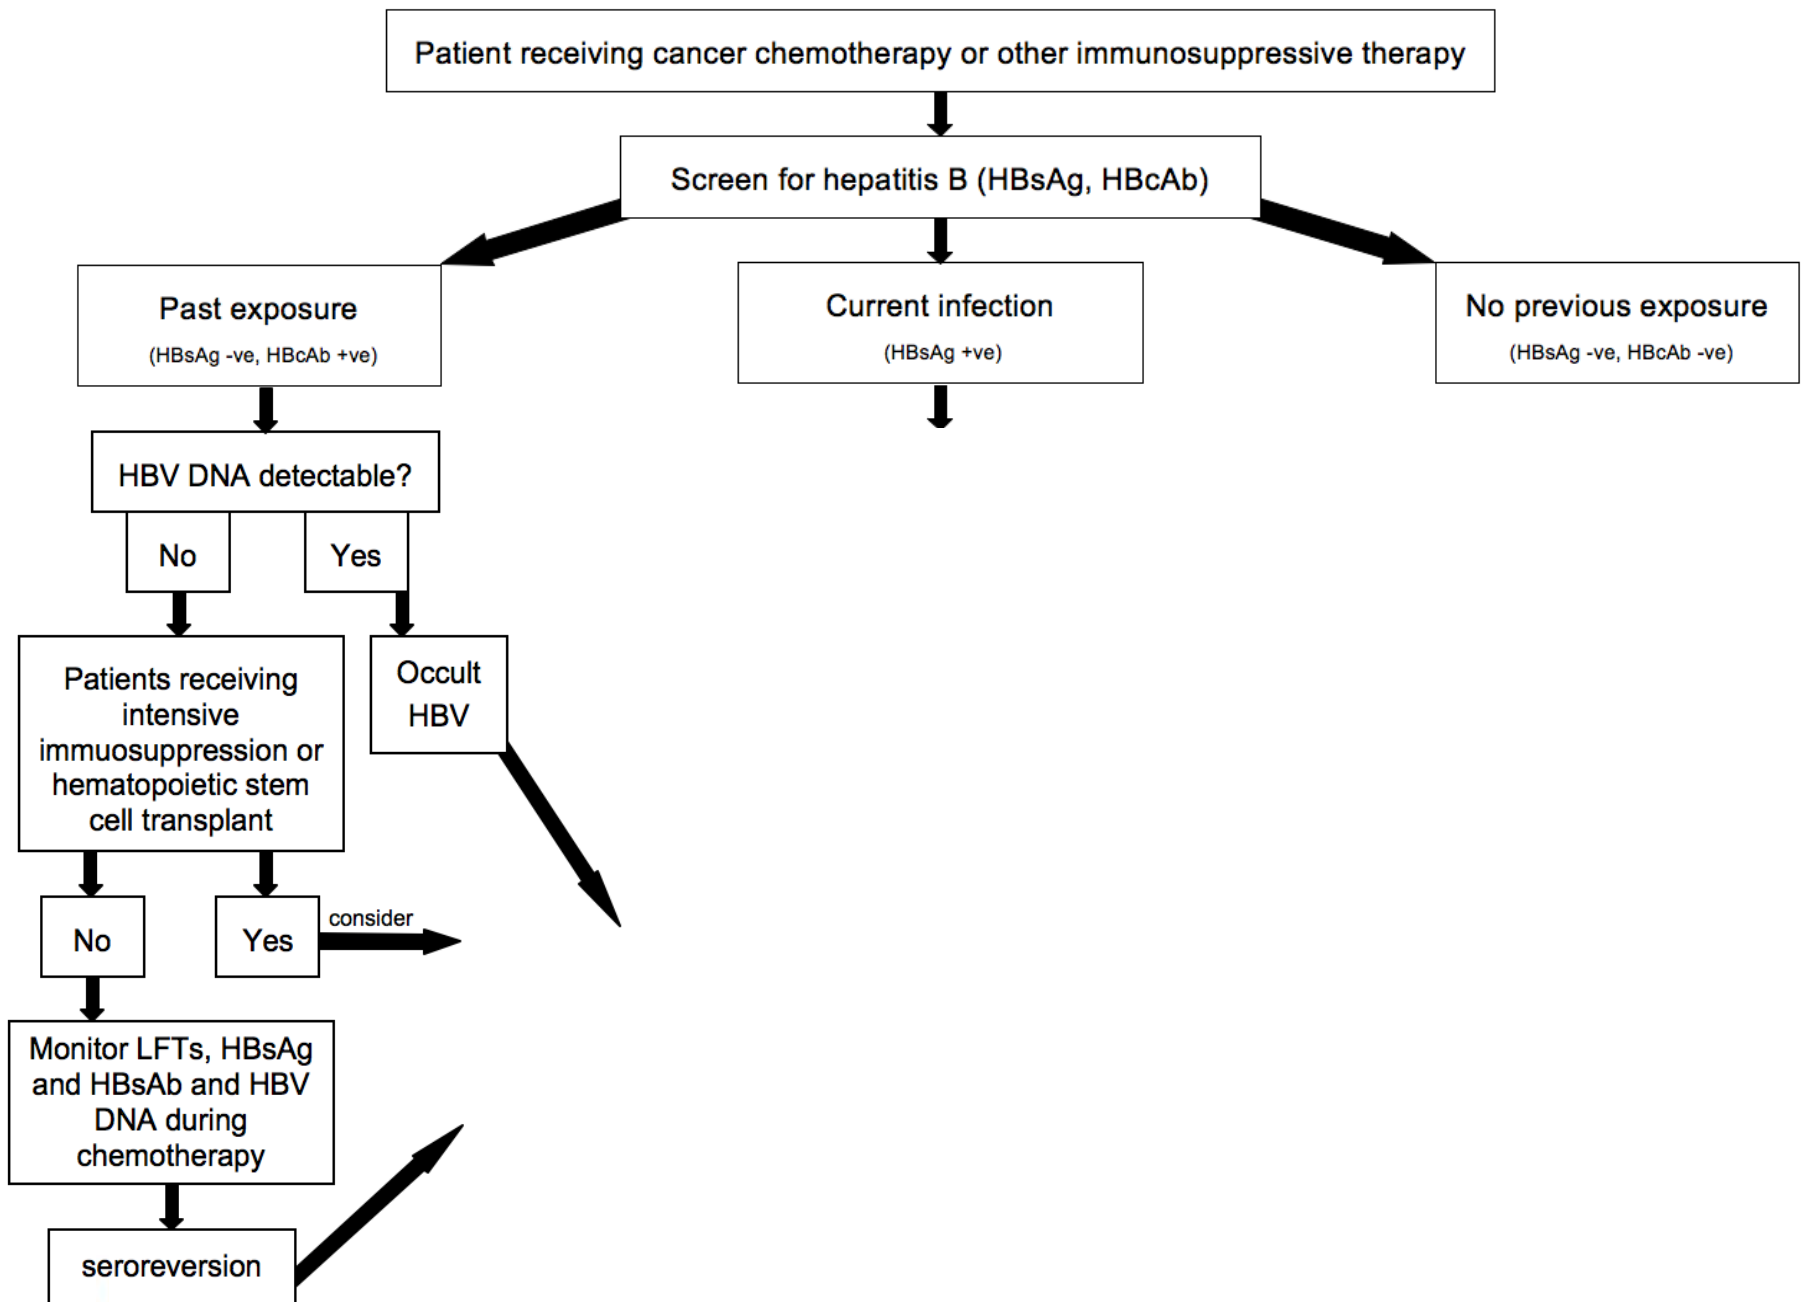 Patient receiving cancer chemotherapy or other immunosuppressive therapy
Screen for hepatitis B (HBsAg, HBcAb)
Past exposure
(HBsAg -ve, HBcAb +ve)
Current infection
(HBsAg +ve)
No previous exposure
(HBsAg -ve, HBcAb -ve)
HBV DNA detectable?
No
Yes
Patients receiving
intensive
immuosuppression or
hematopoietic stem
cell transplant
Occult
HBV
No
Yes
consider
Monitor LFTs, HBsAg
and HBsAb and HBV
DNA during
chemotherapy
seroreversion